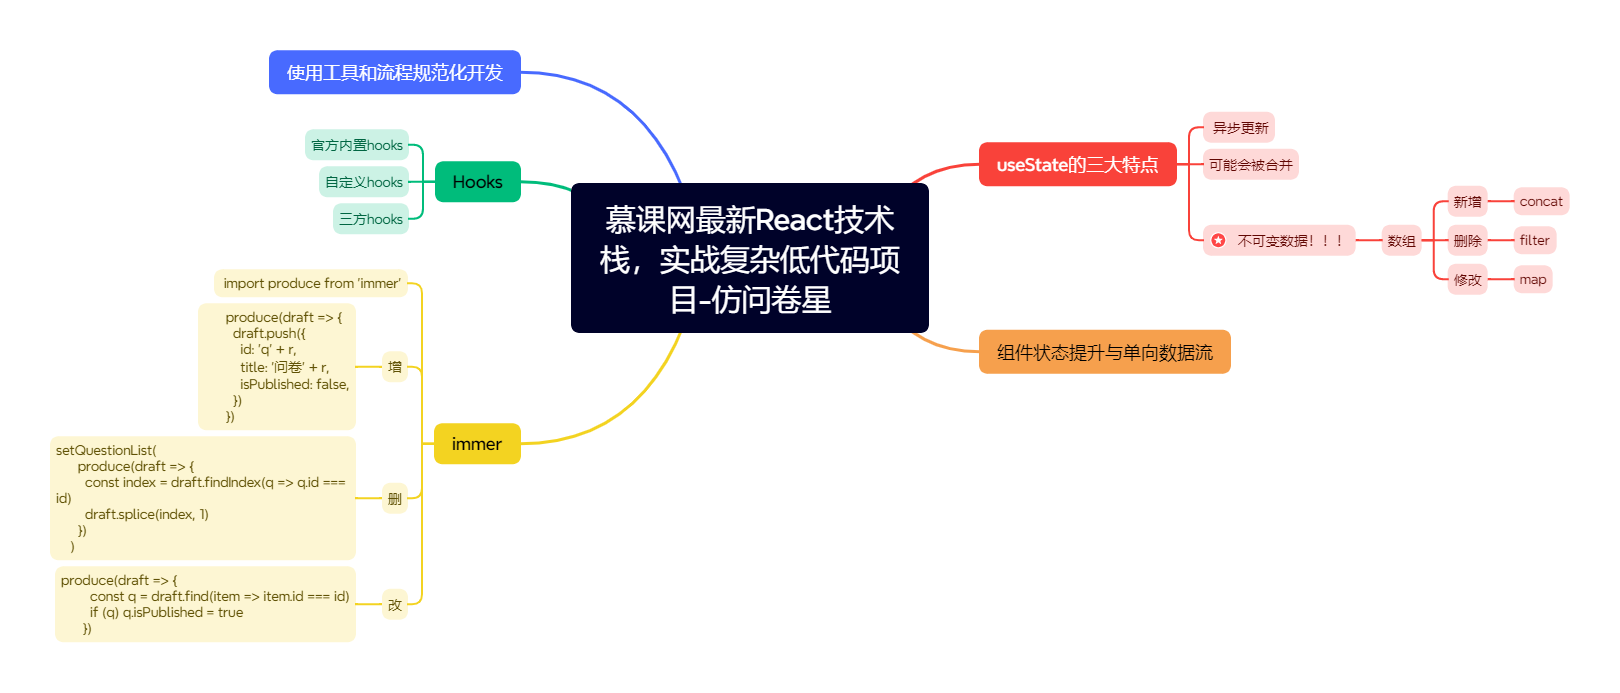 慕课网最新React技术
栈，实战复杂低代码项
目-仿问卷星
useState的三大特点
异步更新
可能会被合并
不可变数据！！！
数组
新增
concat
删除
filter
修改
map
组件状态提升与单向数据流
使用工具和流程规范化开发
Hooks
官方内置hooks
自定义hooks
三方hooks
immer
import produce from 'immer'
增
produce(draft => {
draft.push({
id: 'q' + r,
title: '问卷' + r,
isPublished: false,
})
})
删
setQuestionList(
produce(draft => {
const index = draft.findIndex(q => q.id ===
id)
draft.splice(index, 1)
})
)
改
produce(draft => {
const q = draft.find(item => item.id === id)
if (q) q.isPublished = true
})